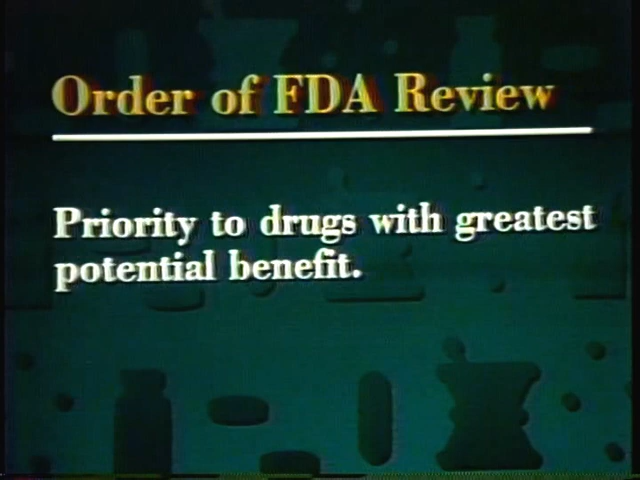 Order of FDA Review
Priority to drugs with greatest
potential benefit.